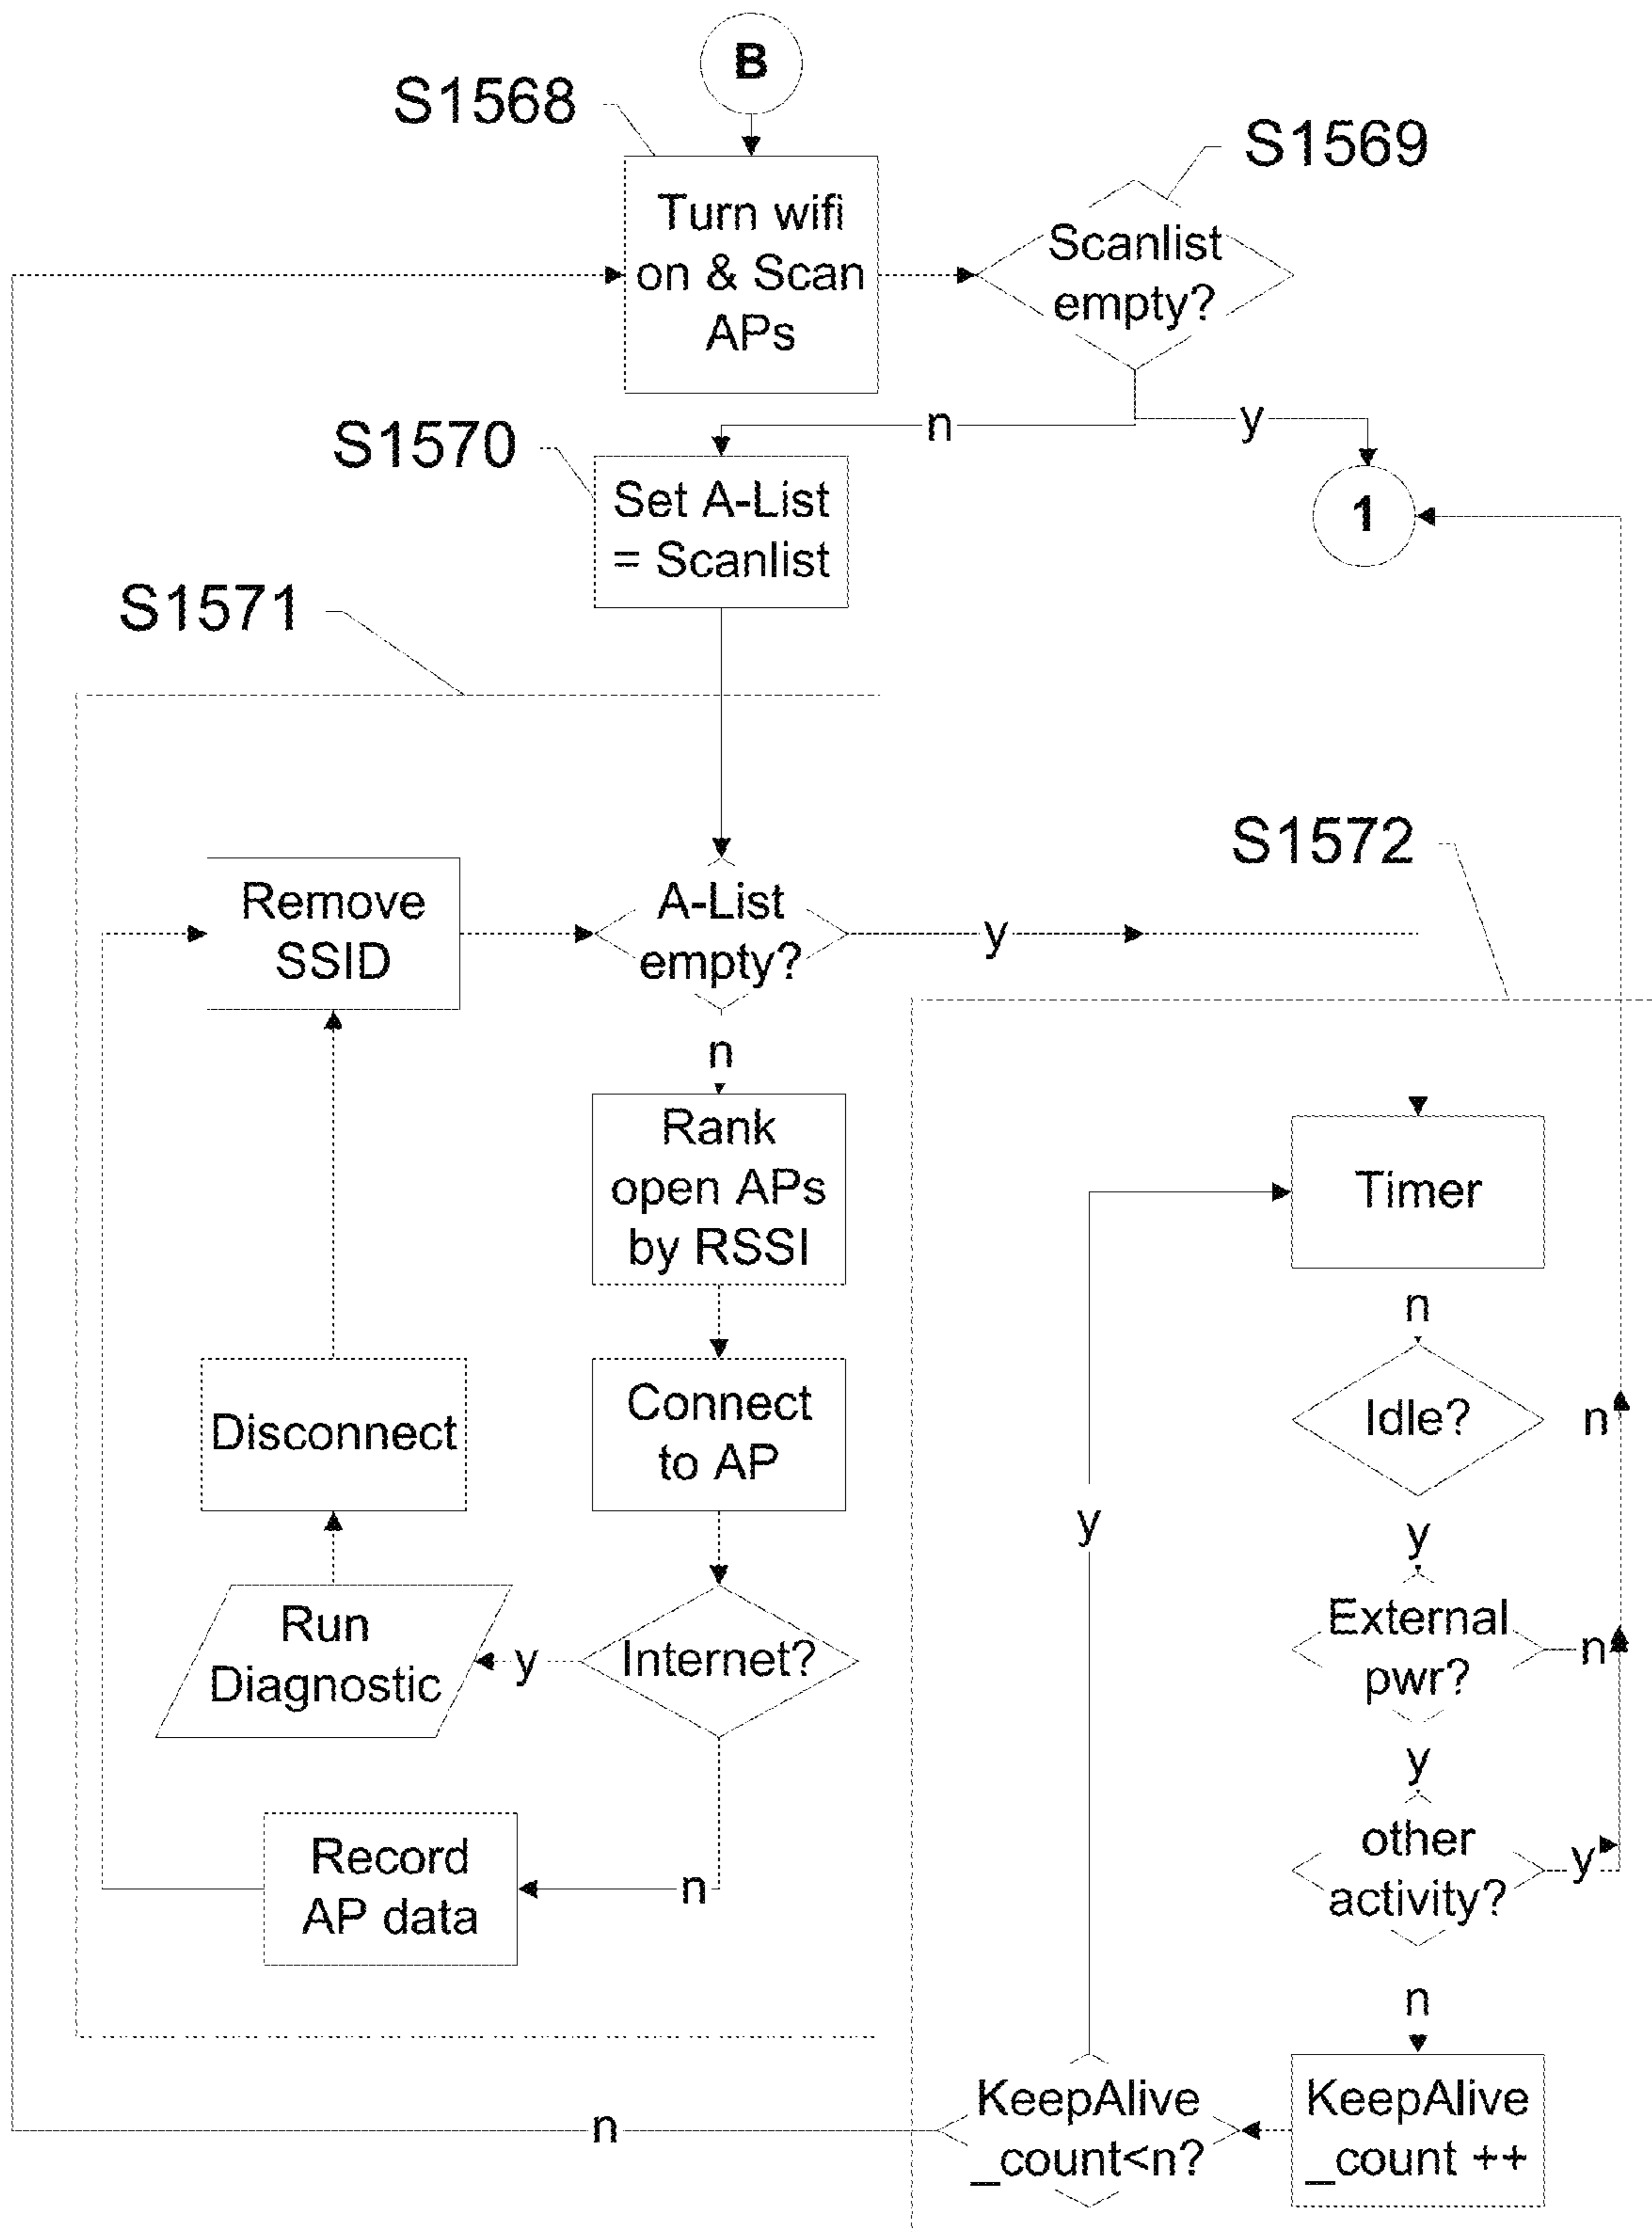 B
S1568
S1569
Turn wifi
on & Scan
APs
Scanlist
empty?
n
y
S1570
Set A-List
= Scanlist
1
S1571
S1572
Remove
SSID
A-List
empty?
y
n
Rank
open APs
by RSSI
Timer
n
Connect
to AP
Disconnect
Idle?
n
y
y
Run
Diagnostic
y
Internet?
External
pwr?
n
y
Record
AP data
n
other
activity?
y
n
KeepAlive
_count<n?
KeepAlive
_count ++
n